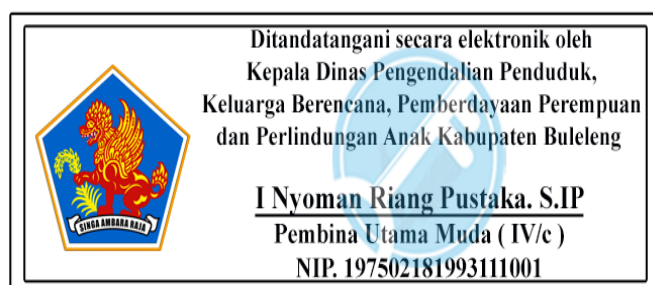 Ditandatangani secara elektronik oleh
Kepala Dinas Pengendalian Penduduk,
Keluarga Berencana, Pemberdayaan Perempuan
dan Perlindungan Anak Kabupaten Buleleng
SINGA AMBARA RAJA
I Nyoman Riang Pustaka. S.IP
Pembina Utama Muda ( IV/c )
NIP. 197502181993111001